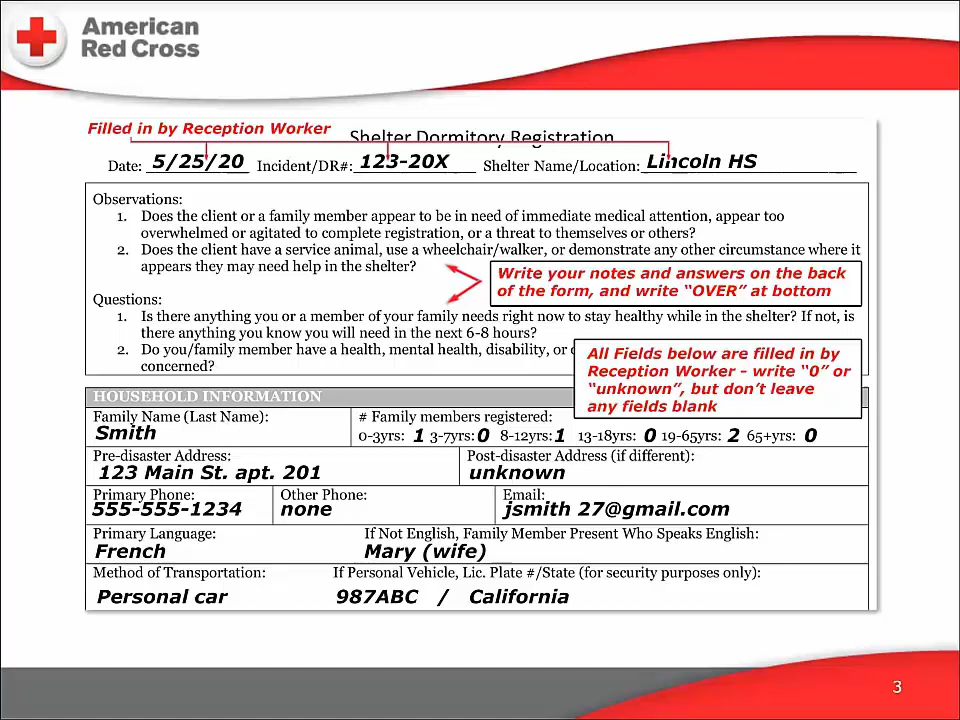 American
Red Cross
Filled in by Reception Worker
Shelter Dormitory Registration
Date: 5/25/20 Incident/DR#: 123-20X Shelter Name/Location: Lincoln HS
Observations:
1. Does the client or a family member appear to be in need of immediate medical attention, appear too
overwhelmed or agitated to complete registration, or a threat to themselves or others?
2. Does the client have a service animal, use a wheelchair/walker, or demonstrate any other circumstance where it
appears they may need help in the shelter?
Write your notes and answers on the back
of the form, and write “OVER” at bottom
Questions:
1. Is there anything you or a member of your family needs right now to stay healthy while in the shelter? If not, is
there anything you know you will need in the next 6-8 hours?
2. Do you/family member have a health, mental health, disability, or
concerned?
All Fields below are filled in by
Reception Worker - write “0” or
“unknown”, but don’t leave
any fields blank
HOUSEHOLD INFORMATION
Family Name (Last Name): # Family members registered:
Smith 0-3yrs: 1 3-7yrs: 0 8-12yrs: 1 13-18yrs: 0 19-65yrs: 2 65+yrs: 0
Pre-disaster Address: Post-disaster Address (if different):
123 Main St. apt. 201 unknown
Primary Phone: Other Phone: Email:
555-555-1234 none jsmith 27@gmail.com
Primary Language: If Not English, Family Member Present Who Speaks English:
French Mary (wife)
Method of Transportation: If Personal Vehicle, Lic. Plate #/State (for security purposes only):
Personal car 987ABC / California
3